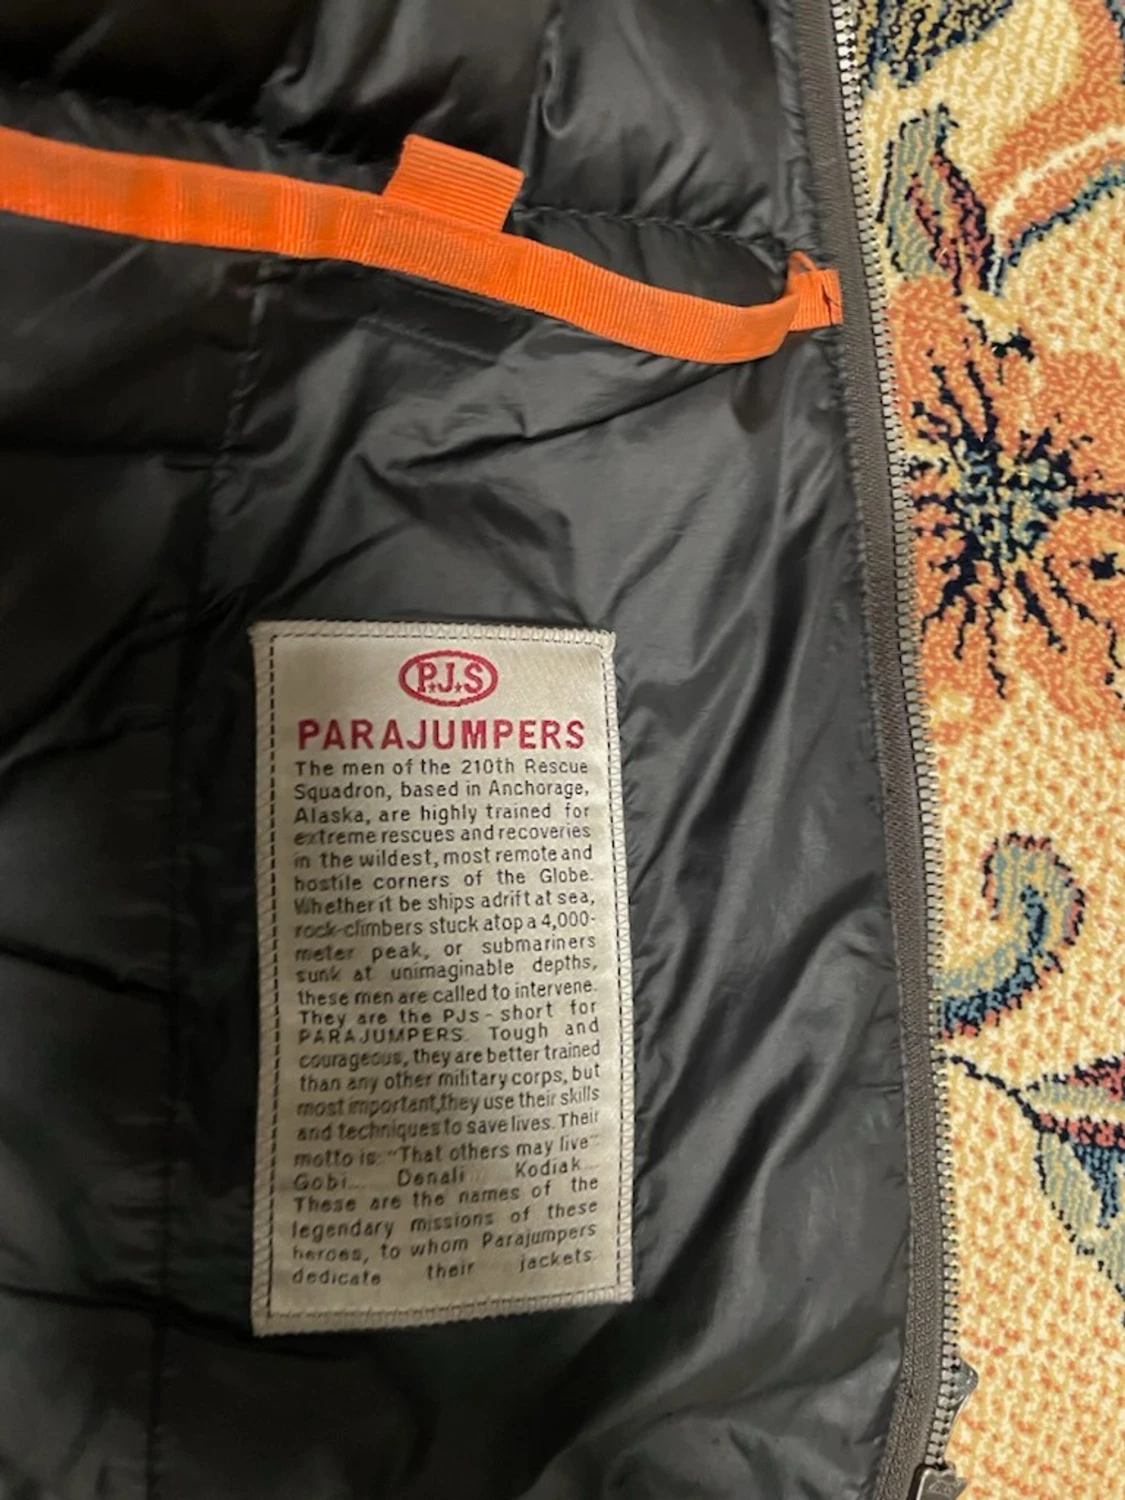 P.J.S
PARAJUMPERS
The men of the 210th Rescue
Squadron, based in Anchorage,
Alaska, are highly trained for
extreme rescues and recoveries
in the wildest, most remote and
hostile corners of the Globe.
Whether it be ships adrift at sea,
rock-climbers stuck atop a 4,000-
meter peak, or submariners
sunk at unimaginable depths,
these men are called to intervene.
They are the PJs - short for
PARAJUMPERS. Tough and
courageous, they are better trained
than any other military corps, but
most important,they use their skills
and techniques to save lives. Their
motto is: "That others may live"
Gobi... Denali... Kodiak...
These are the names of the
legendary missions of these
heroes, to whom Parajumpers
dedicate their jackets.